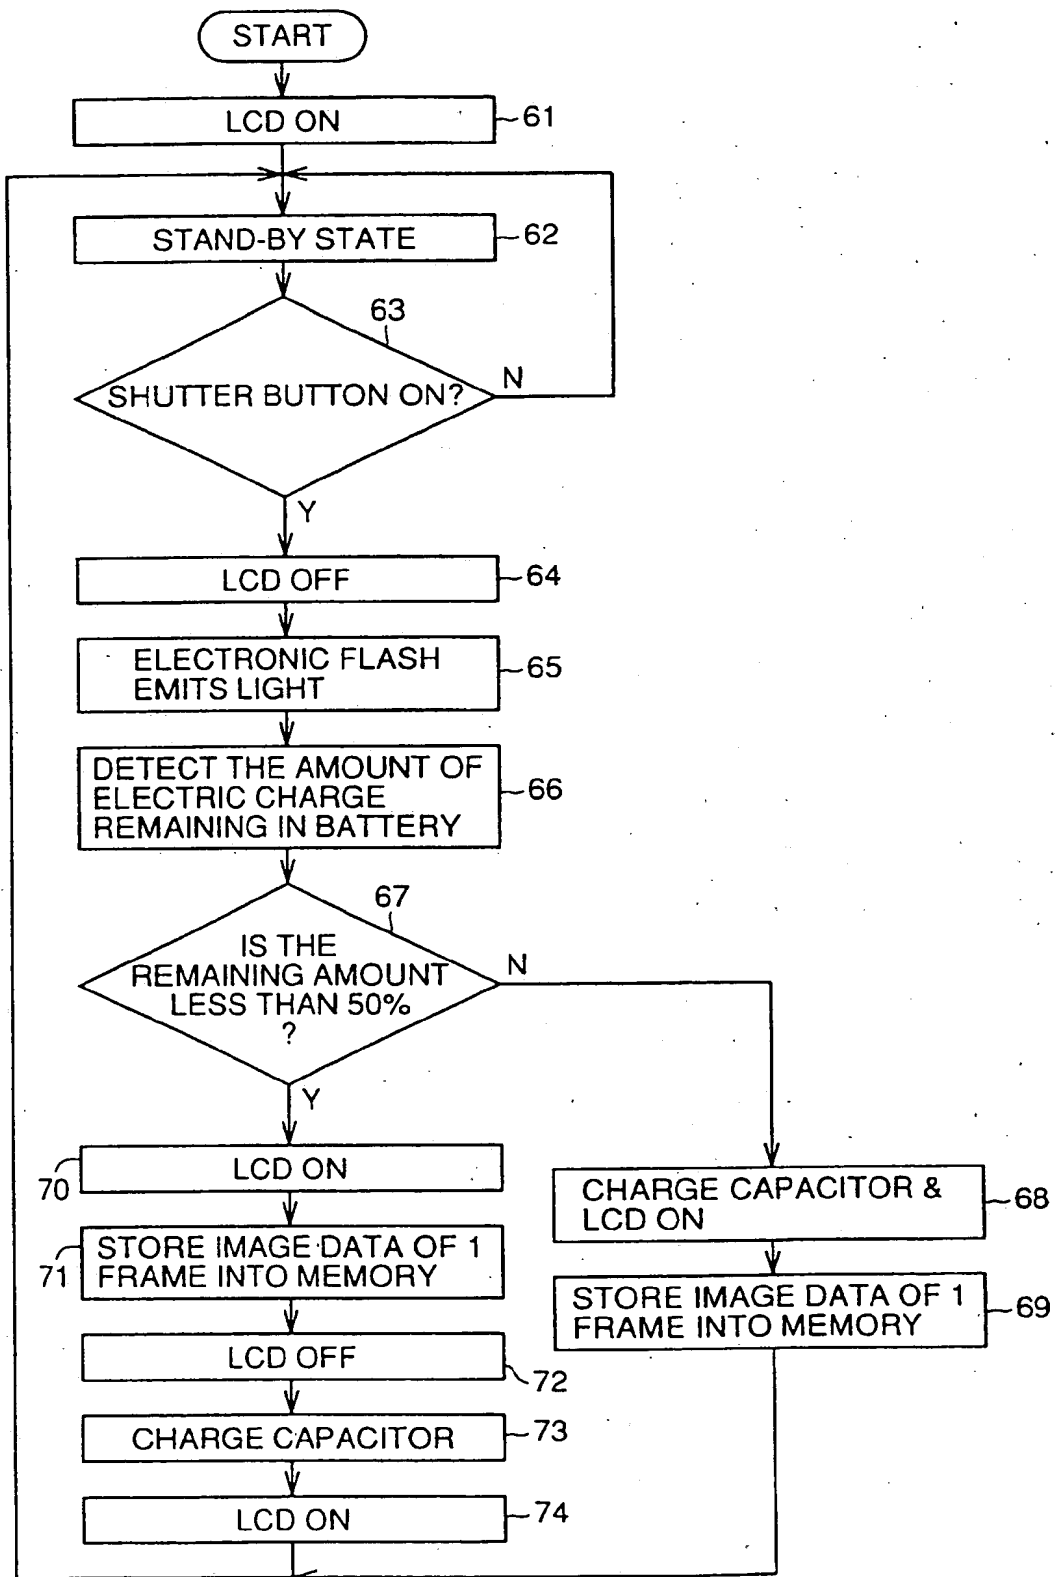 START
LCD ON
61
STAND-BY STATE
62
63
SHUTTER BUTTON ON?
N
Y
LCD OFF
64
ELECTRONIC FLASH
EMITS LIGHT
65
DETECT THE AMOUNT OF
ELECTRIC CHARGE
REMAINING IN BATTERY
66
67
IS THE
REMAINING AMOUNT
LESS THAN 50%
?
N
Y
LCD ON
70
STORE IMAGE DATA OF 1
FRAME INTO MEMORY
71
LCD OFF
72
CHARGE CAPACITOR
73
LCD ON
74
CHARGE CAPACITOR &
LCD ON
68
STORE IMAGE DATA OF 1
FRAME INTO MEMORY
69